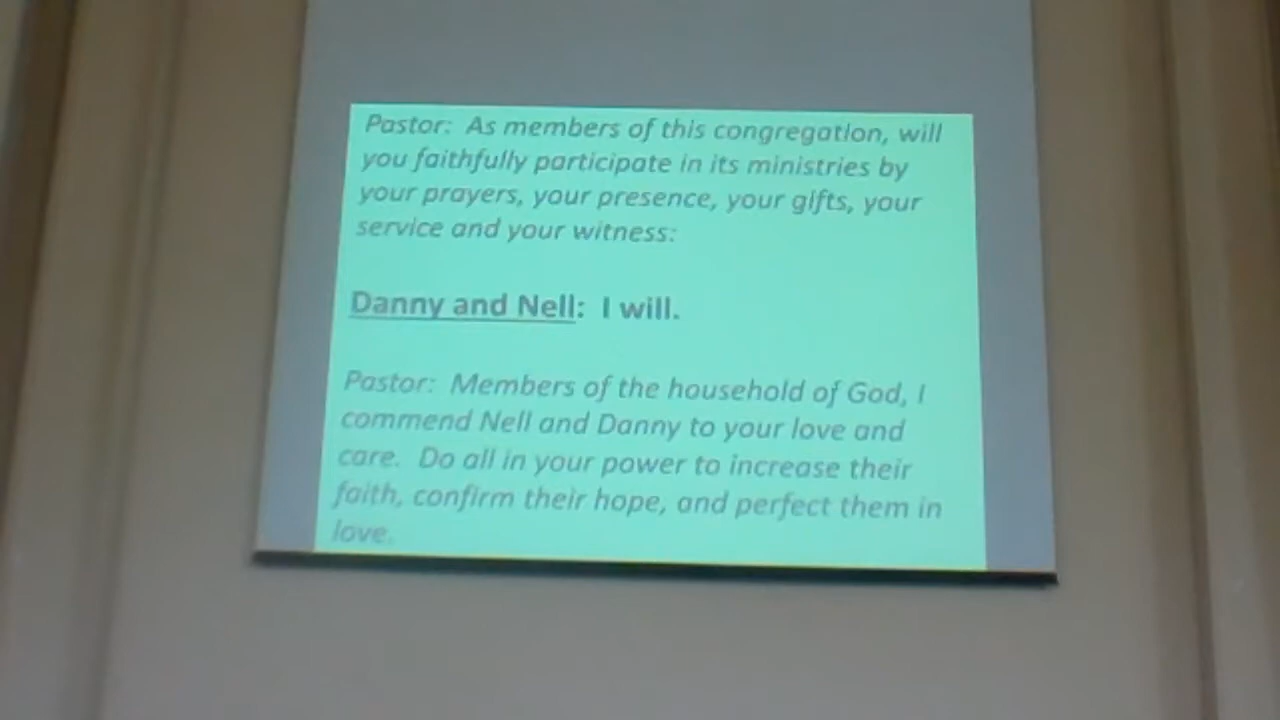 Pastor: As members of this congregation, will
you faithfully participate in its ministries by
your prayers, your presence, your gifts, your
service and your witness:
Danny and Nell: I will.
Pastor: Members of the household of God, I
commend Nell and Danny to your love and
care. Do all in your power to increase their
faith, confirm their hope, and perfect them in
love.